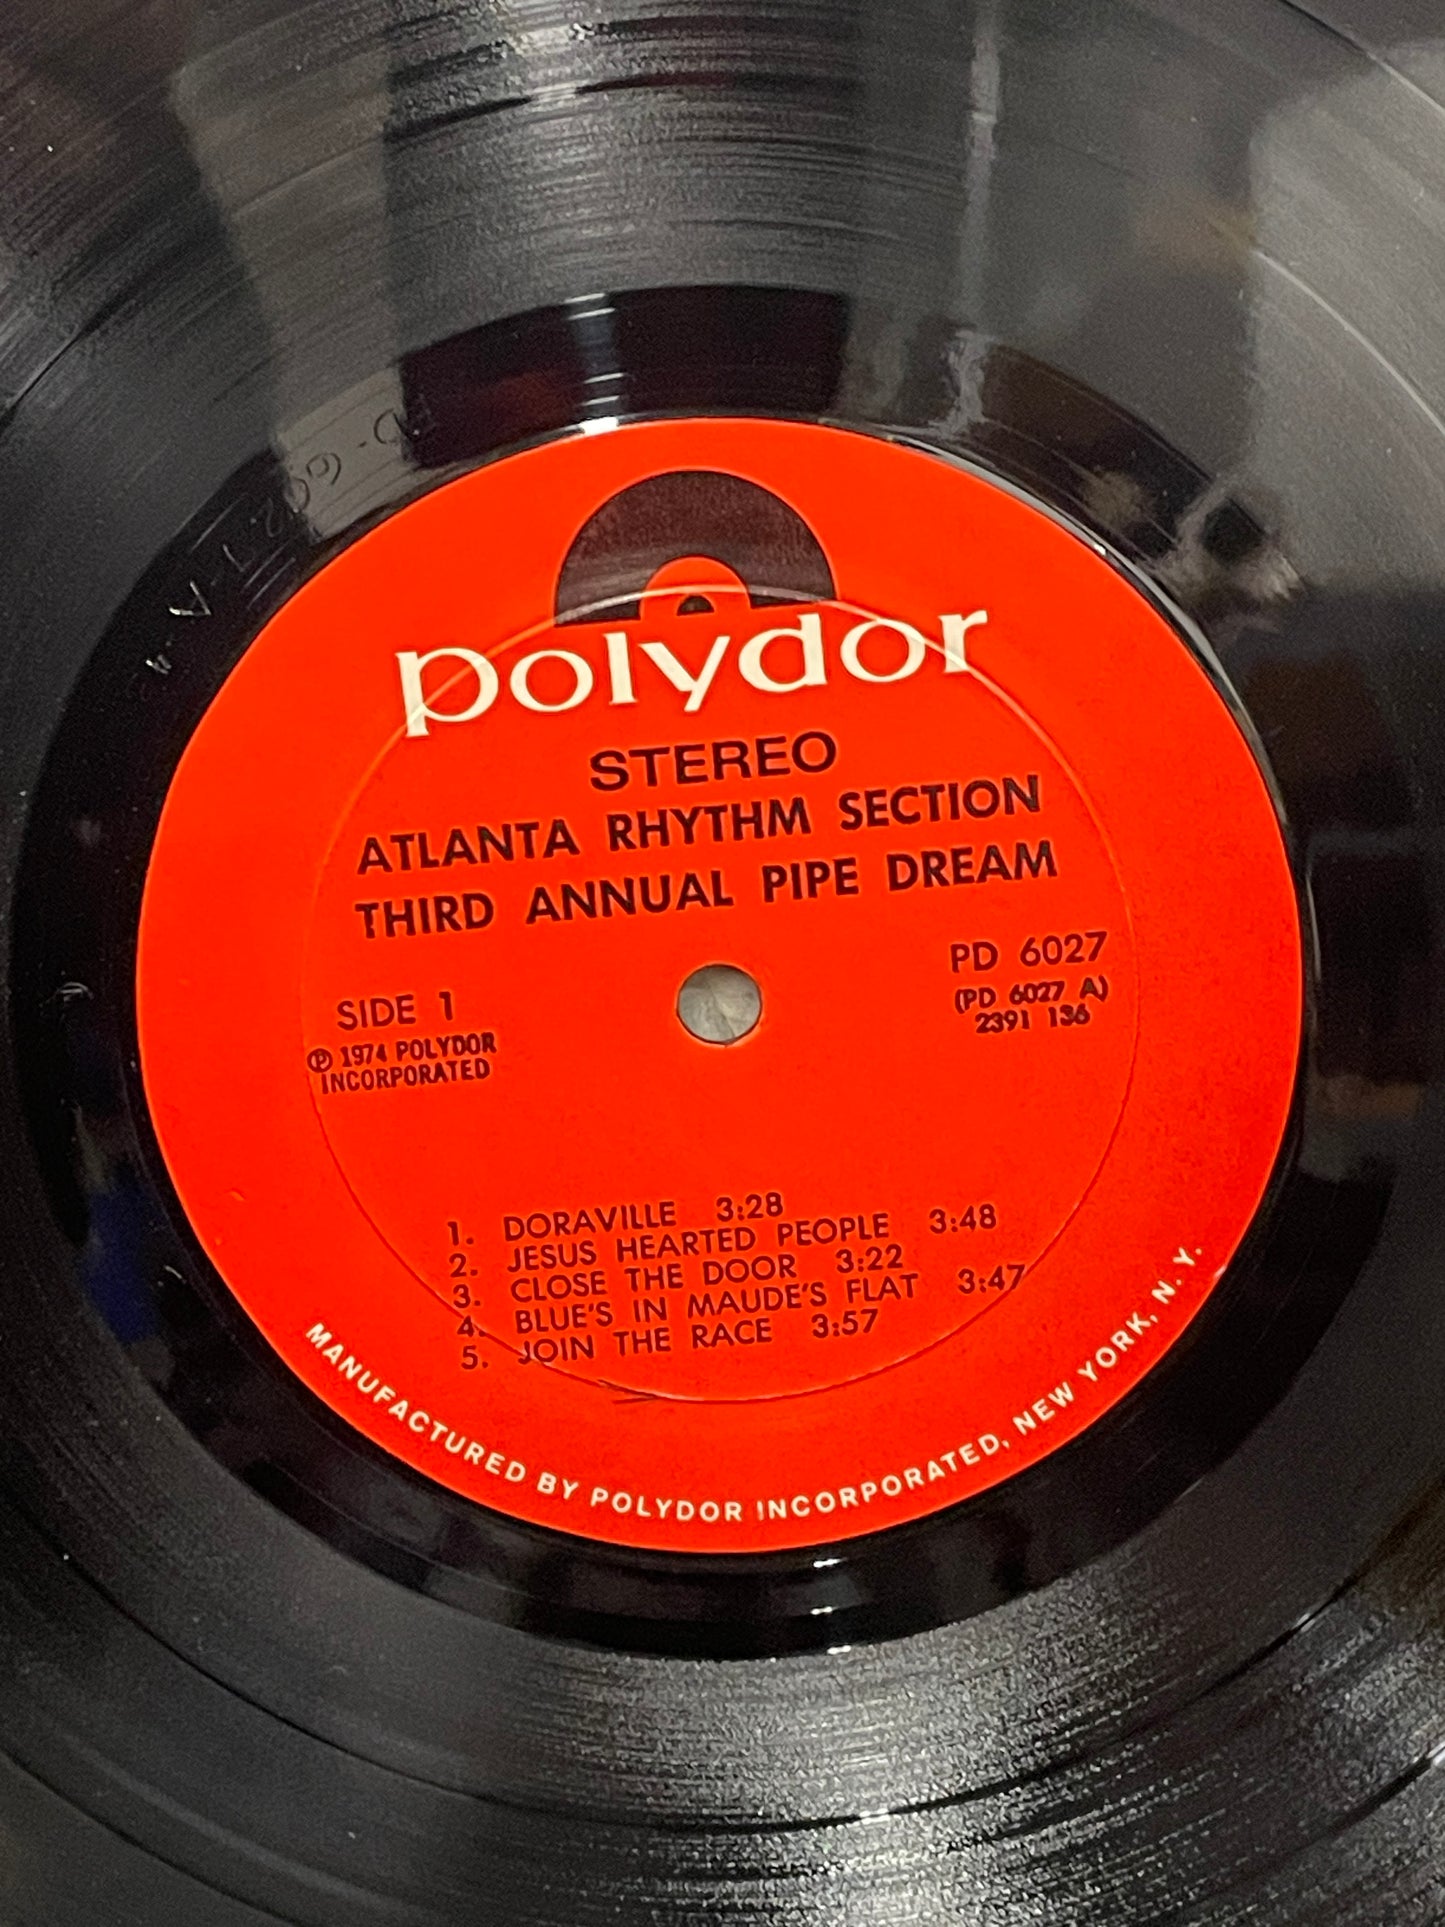 polydor
STEREO
ATLANTA RHYTHM SECTION
THIRD ANNUAL PIPE DREAM
PD 6027
(PD 6027 A)
2391 136
SIDE 1
℗ 1974 POLYDOR
INCORPORATED
1. DORAVILLE 3:28
2. JESUS HEARTED PEOPLE 3:48
3. CLOSE THE DOOR 3:22
4. BLUE'S IN MAUDE'S FLAT 3:47
5. JOIN THE RACE 3:57
MANUFACTURED BY POLYDOR INCORPORATED, NEW YORK, N. Y.